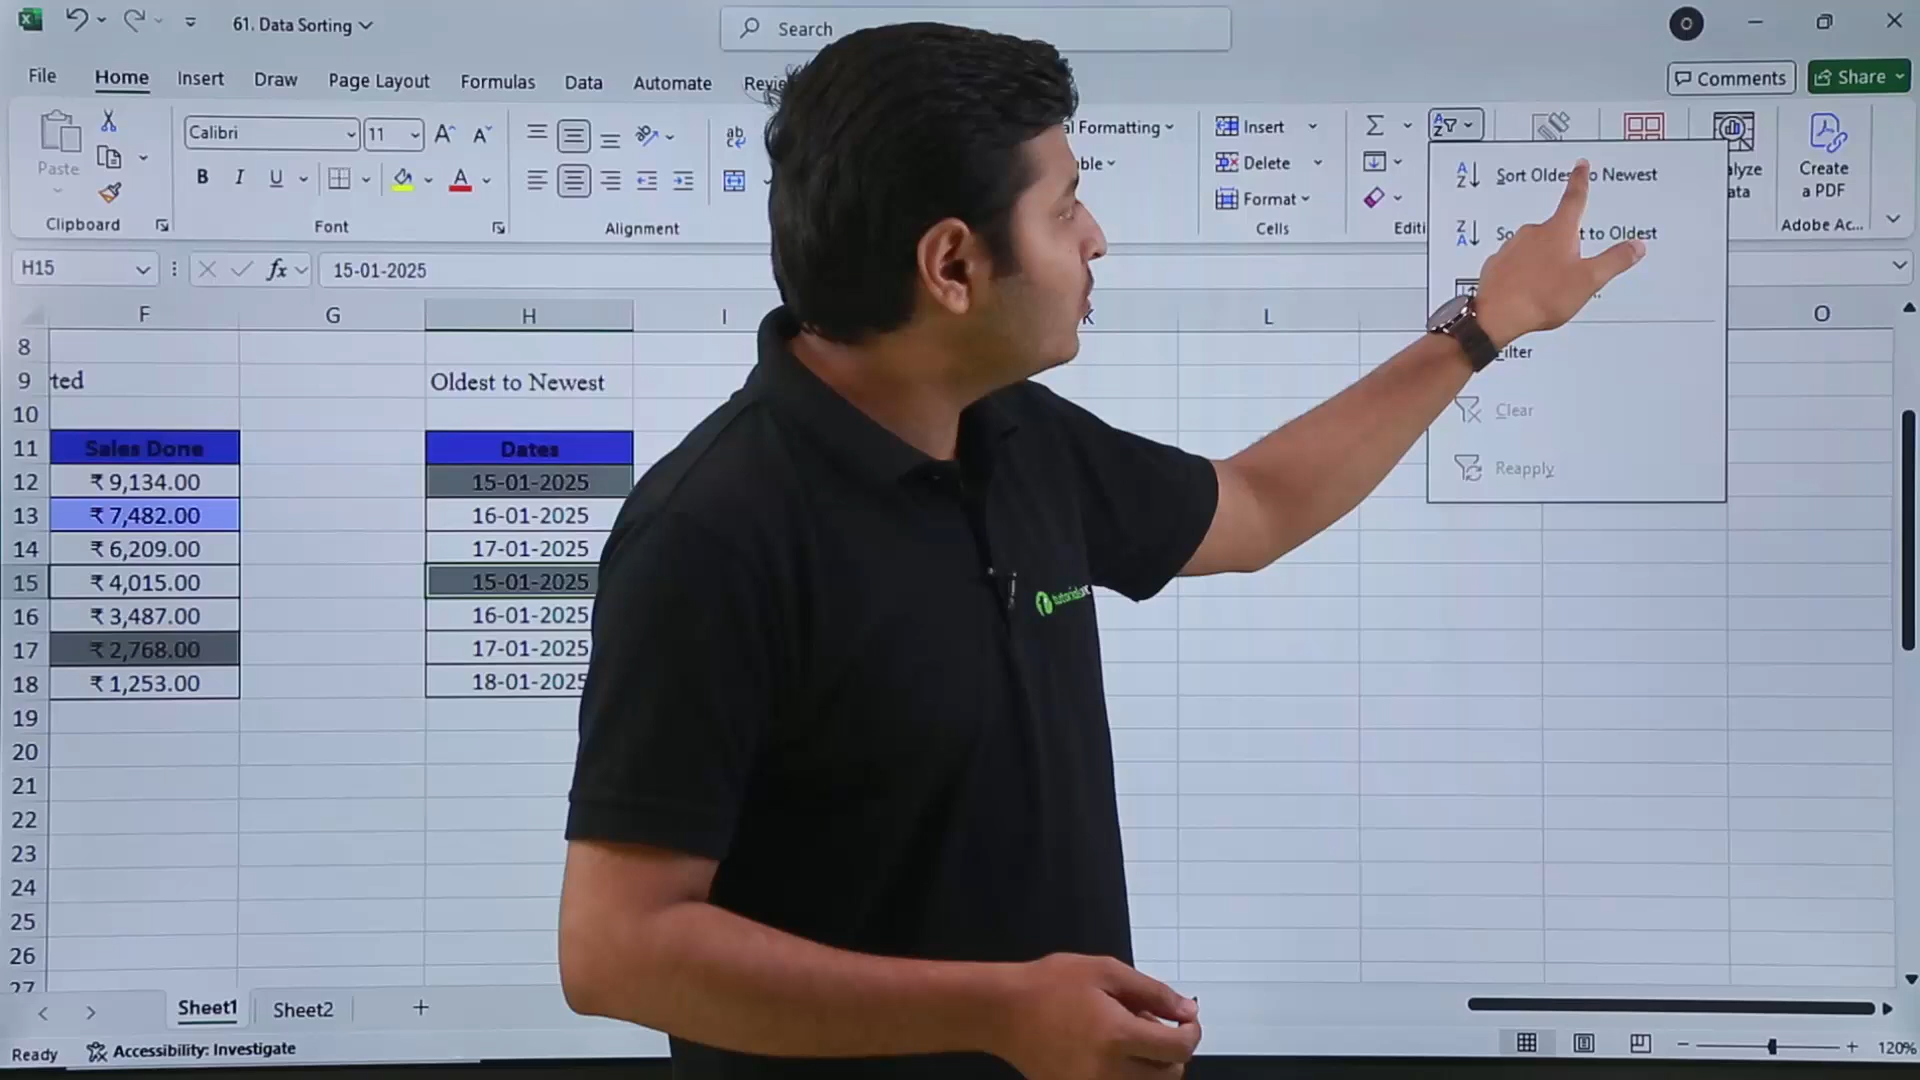 61. Data Sorting
Search
O
File
Home
Insert
Draw
Page Layout
Formulas
Data
Automate
Comments
Share
Paste
Clipboard
Calibri
11
B I U
Font
ab
Alignment
Formatting
Insert
Delete
Format
Cells
Sort Oldest to Newest
to Oldest
Filter
Clear
Reapply
Create
a PDF
Adobe Ac...
H15
fx
15-01-2025
F G H I K L O
8
9 ted Oldest to Newest
10
11 Sales Done Dates
12 ₹ 9,134.00 15-01-2025
13 ₹ 7,482.00 16-01-2025
14 ₹ 6,209.00 17-01-2025
15 ₹ 4,015.00 15-01-2025
16 ₹ 3,487.00 16-01-2025
17 ₹ 2,768.00 17-01-2025
18 ₹ 1,253.00 18-01-2025
19
20
21
22
23
24
25
26
27
Sheet1
Sheet2
Ready
Accessibility: Investigate
120%